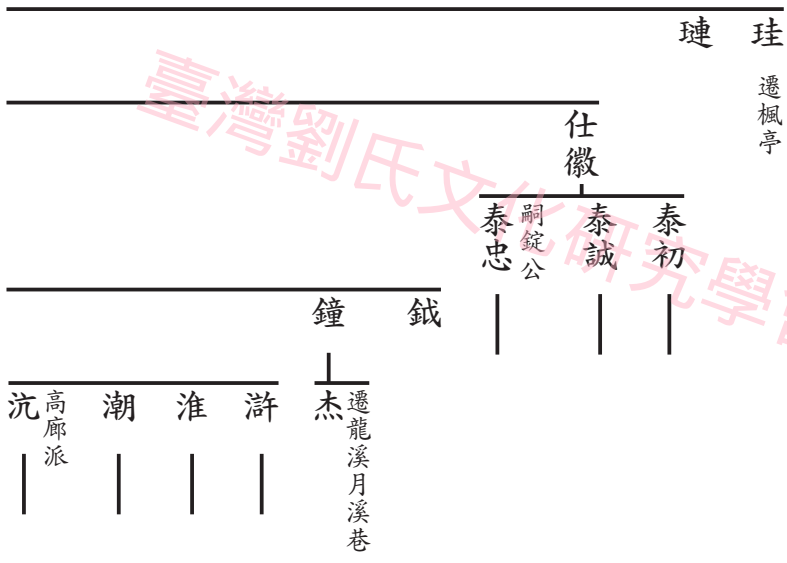 珪
遷楓亭
璉
仕徽
泰初
泰誠
嗣錠公
泰忠
鉞
鐘
遷龍溪月溪巷
杰
滸
淮
潮
高廊派
沆
臺灣劉氏文化研究學